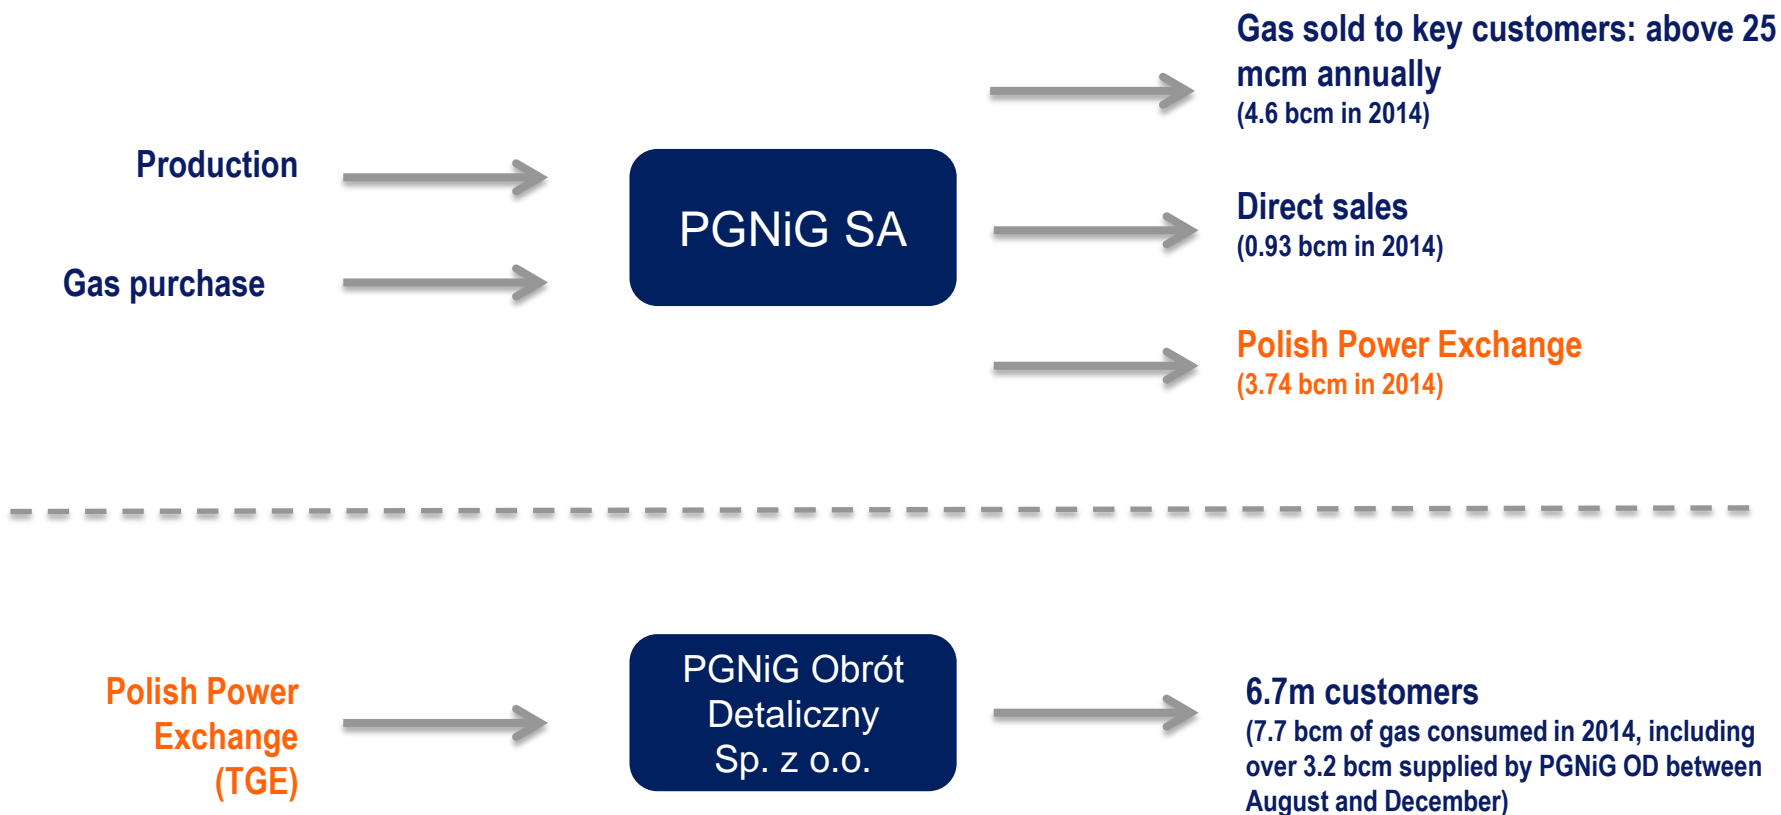 Production
Gas purchase
PGNiG SA
Gas sold to key customers: above 25
mcm annually
(4.6 bcm in 2014)
Direct sales
(0.93 bcm in 2014)
Polish Power Exchange
(3.74 bcm in 2014)
Polish Power
Exchange
(TGE)
PGNiG Obrót
Detaliczny
Sp. z o.o.
6.7m customers
(7.7 bcm of gas consumed in 2014, including
over 3.2 bcm supplied by PGNiG OD between
August and December)